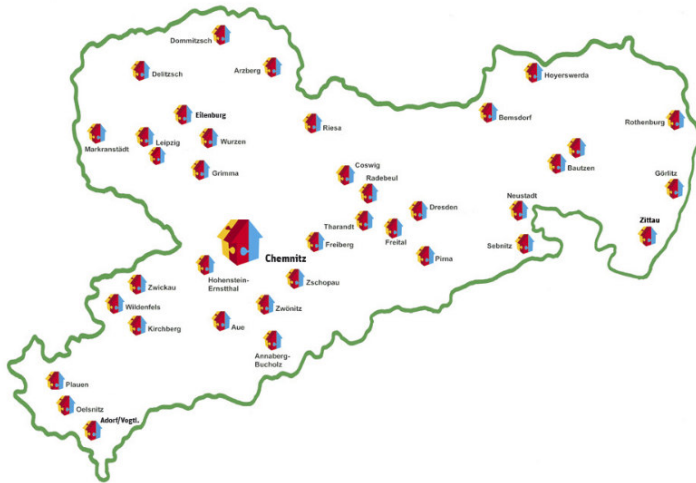 Dommitzsch
Delitzsch
Arzberg
Hoyerswerda
Eilenburg
Bernsdorf
Rothenburg
Riesa
Markranstädt
Leipzig
Wurzen
Grimma
Coswig
Radebeul
Bautzen
Görlitz
Neustadt
Dresden
Tharandt
Freital
Zittau
Freiberg
Sebnitz
Chemnitz
Pirna
Hohenstein-
Ernstthal
Zschopau
Zwickau
Wildenfels
Zwönitz
Kirchberg
Aue
Annaberg-
Bucholz
Plauen
Oelsnitz
Adorf/Vogtl.